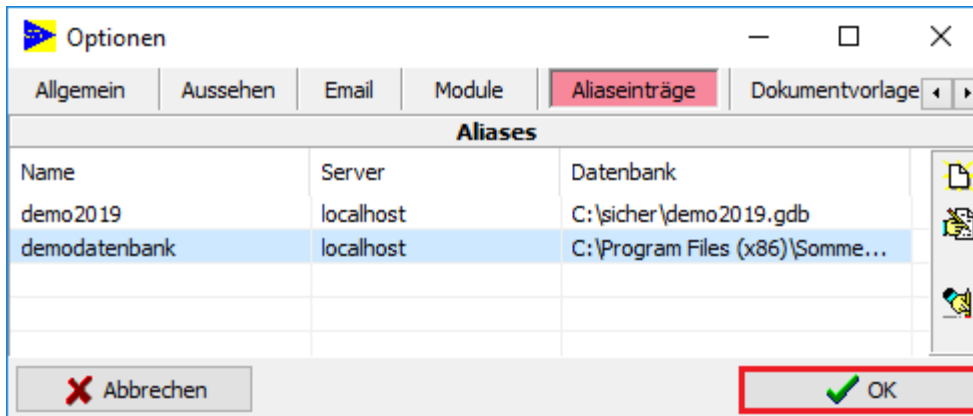 Optionen
Allgemein Aussehen Email Module Aliaseinträge Dokumentvorlage
Aliases
Name Server Datenbank
demo2019 localhost C:\sicher\demo2019.gdb
demodatenbank localhost C:\Program Files (x86)\Somme...
Abbrechen OK